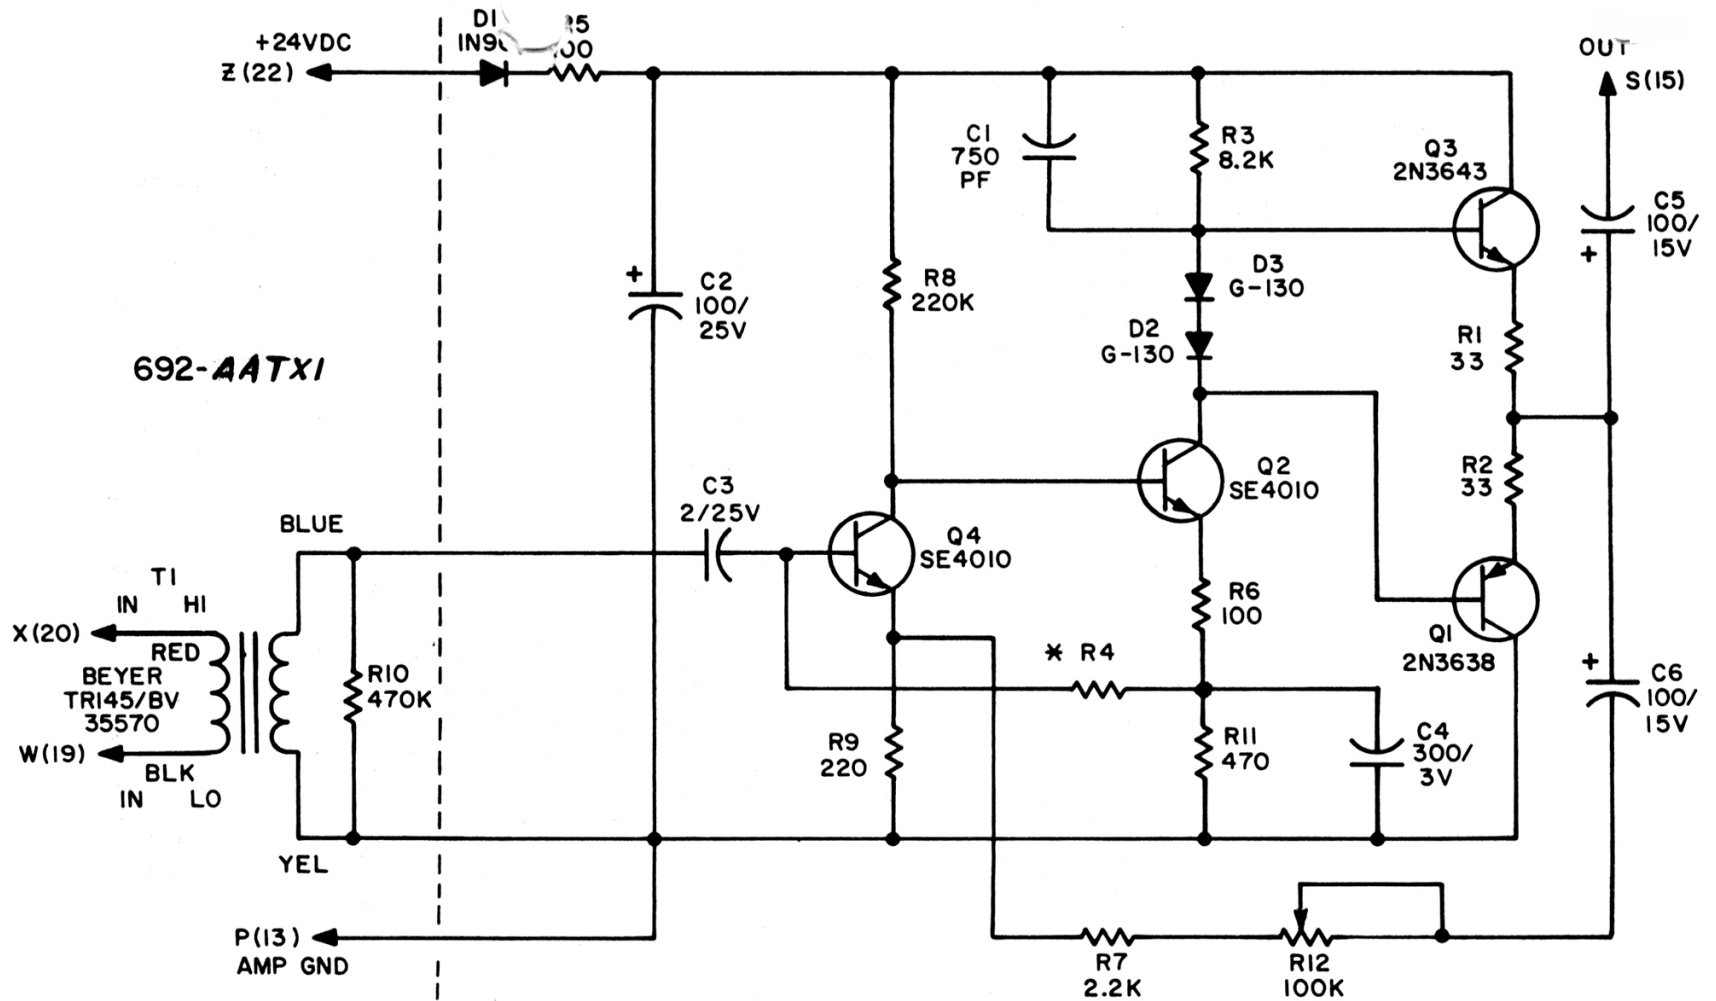 +24VDC
Z(22)
D1
R5
C1
750
PF
R3
8.2K
Q3
2N3643
OUT
S(15)
C5
100/
15V
+
+
C2
100/
25V
R8
220K
D3
G-130
D2
G-130
R1
33
692-AATX1
C3
2/25V
Q4
SE4010
Q2
SE4010
R2
33
BLUE
T1
IN HI
X(20)
RED
BEYER
TR145/BV
35570
W(19)
BLK
IN LO
R10
470K
R6
100
* R4
Q1
2N3638
+
C6
100/
15V
R9
220
R11
470
C4
300/
3V
YEL
P(13)
AMP GND
R7
2.2K
R12
100K